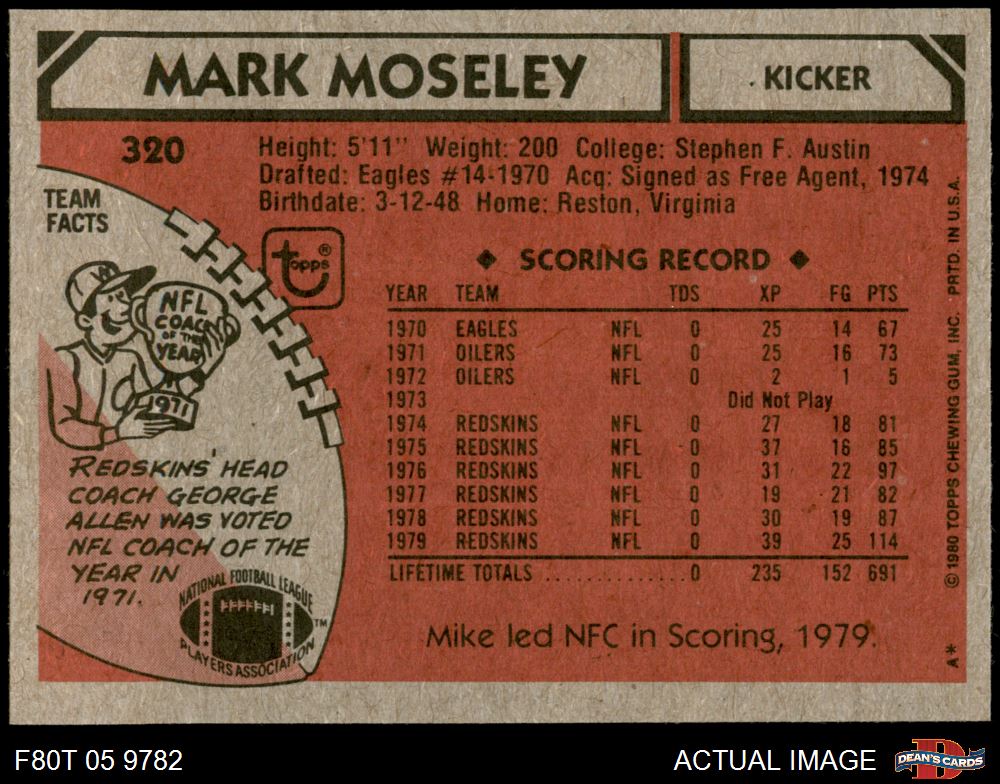 MARK MOSELEY
KICKER
320
Height: 5'11" Weight: 200 College: Stephen F. Austin
Drafted: Eagles #14-1970 Acq: Signed as Free Agent, 1974
Birthdate: 3-12-48 Home: Reston, Virginia
TEAM
FACTS
topps®
W
NFL
COACH
OF THE
YEAR
1971
REDSKINS' HEAD
COACH GEORGE
ALLEN WAS VOTED
NFL COACH OF THE
YEAR IN
1971.
NATIONAL FOOTBALL LEAGUE
PLAYERS ASSOCIATION
TM
◆ SCORING RECORD ◆
YEAR TEAM TDS XP FG PTS
1970 EAGLES NFL 0 25 14 67
1971 OILERS NFL 0 25 16 73
1972 OILERS NFL 0 2 1 5
1973 Did Not Play
1974 REDSKINS NFL 0 27 18 81
1975 REDSKINS NFL 0 37 16 85
1976 REDSKINS NFL 0 31 22 97
1977 REDSKINS NFL 0 19 21 82
1978 REDSKINS NFL 0 30 19 87
1979 REDSKINS NFL 0 39 25 114
LIFETIME TOTALS ..............0 235 152 691
Mike led NFC in Scoring, 1979.
A* © 1980 TOPPS CHEWING GUM, INC. PRTD. IN U.S.A.
F80T 05 9782
ACTUAL IMAGE
D
DEAN'S CARDS